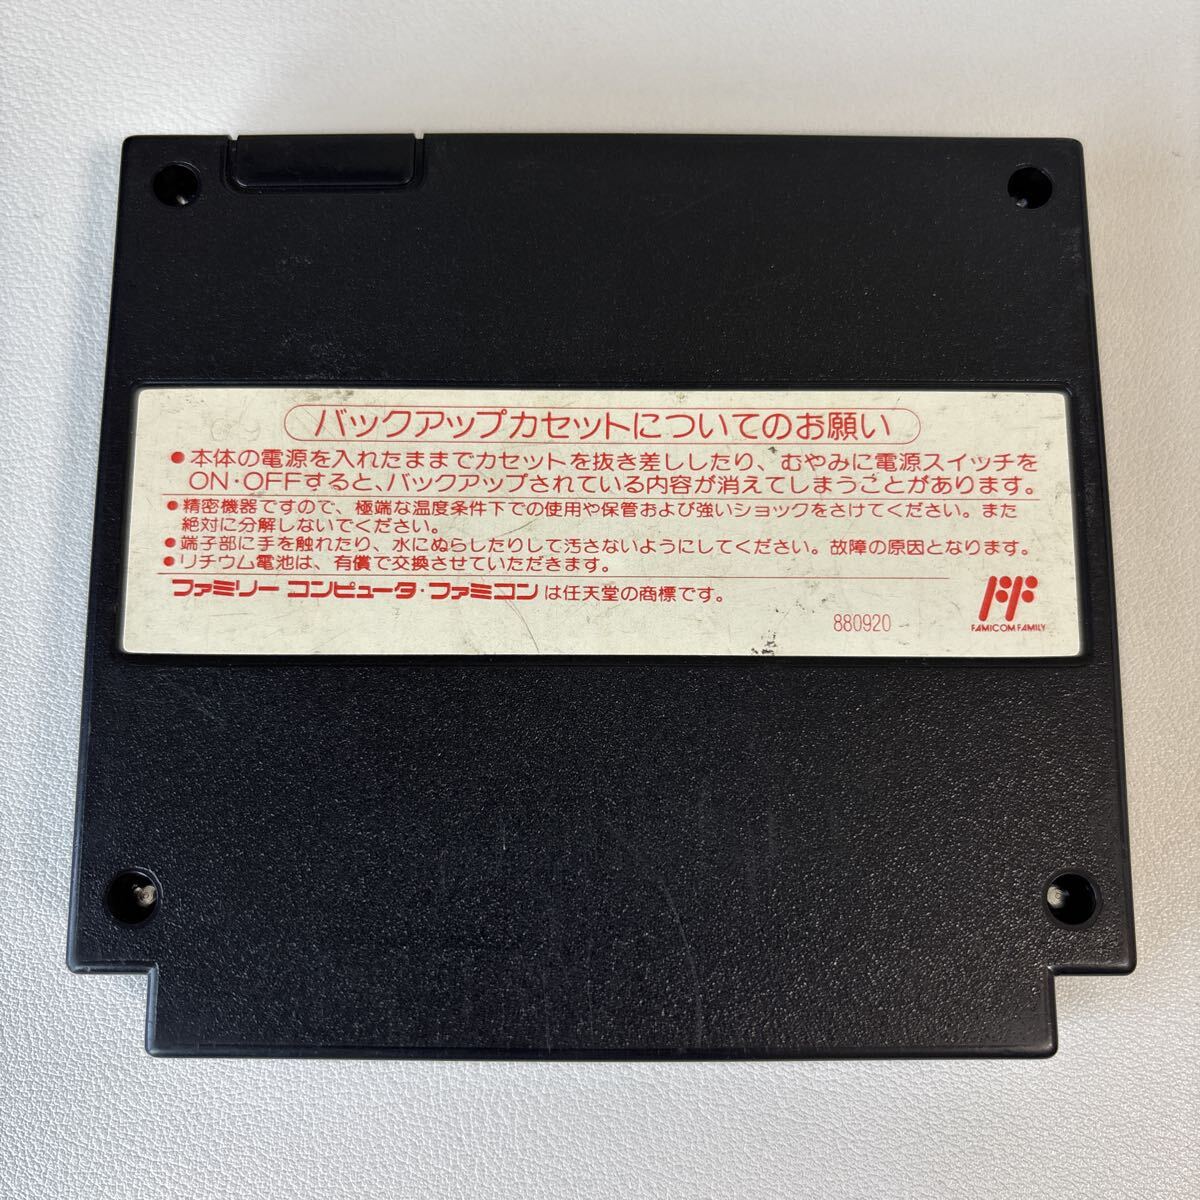 バックアップカセットについてのお願い
●本体の電源を入れたままでカセットを抜き差ししたり、むやみに電源スイッチを
ON・OFFすると、バックアップされている内容が消えてしまうことがあります。
●精密機器ですので、極端な温度条件下での使用や保管および強いショックをさけてください。また
絶対に分解しないでください。
●端子部に手を触れたり、水にぬらしたりして汚さないようにしてください。故障の原因となります。
●リチウム電池は、有償で交換させていただきます。
ファミリー コンピュータ・ファミコン は任天堂の商標です。
880920
FAMICOM FAMILY